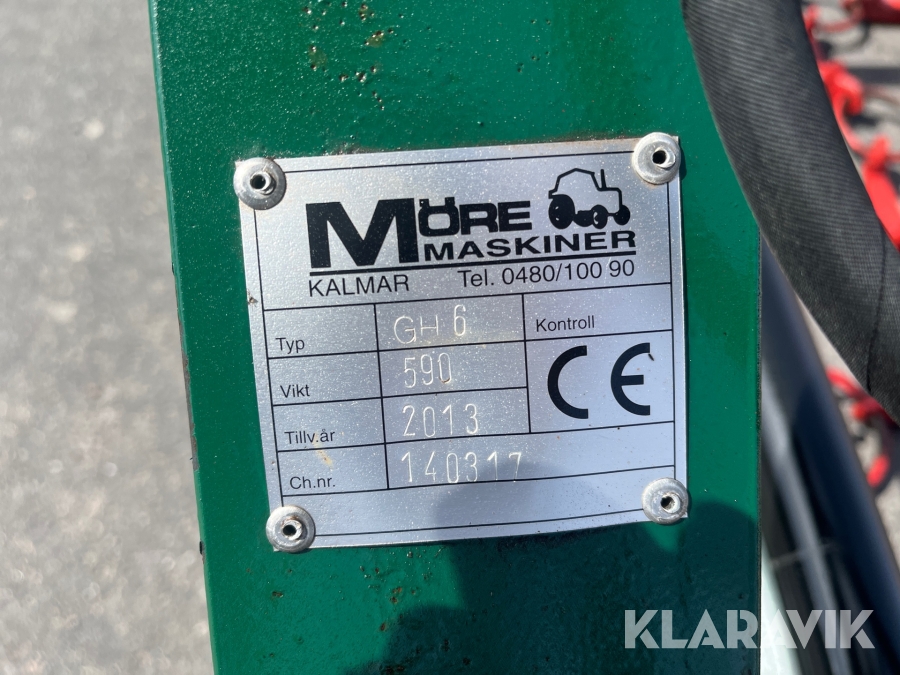 MÖRE
MASKINER
KALMAR Tel. 0480/100 90
Typ GH 6 Kontroll
Vikt 590 CE
Tillv.år 2013
Ch.nr. 140317
KLARAVIK